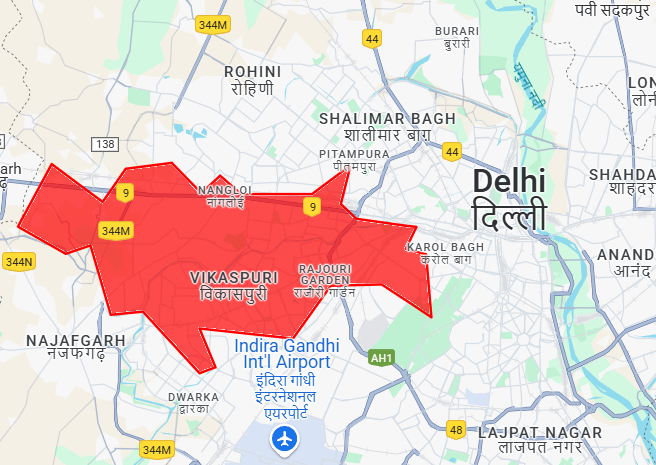 पवी सदकपुर
344M
BURARI
बुरारी
44
ROHINI
रोहिणी
यमुना नदी
LON
लोनी
SHALIMAR BAGH
शालीमार बाग़
138
PITAMPURA
पीतमपुरा
44
arh
Delhi
दिल्ली
SHAHDA
शाहदरा
9
NANGLOI
नांगलोई
9
344M
KAROL BAGH
करोल बाग
ANAND
आनंद
344N
VIKASPURI
विकासपुरी
RAJOURI
GARDEN
राजौरी गार्डन
NAJAFGARH
नजफगढ़
Indira Gandhi
Int'l Airport
इंदिरा गांधी
इंटरनेशनल
एयरपोर्ट
AH1
DWARKA
द्वारका
48
LAJPAT NAGAR
लाजपत नगर
344M